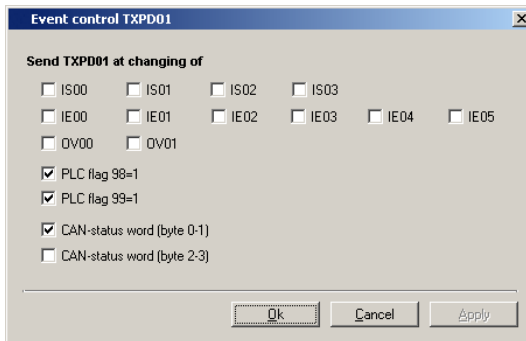 Event control TXPD01
Send TXPD01 at changing of
IS00 IS01 IS02 IS03
IE00 IE01 IE02 IE03 IE04 IE05
OV00 OV01
PLC flag 98=1
PLC flag 99=1
CAN-status word (byte 0-1)
CAN-status word (byte 2-3)
Ok Cancel Apply